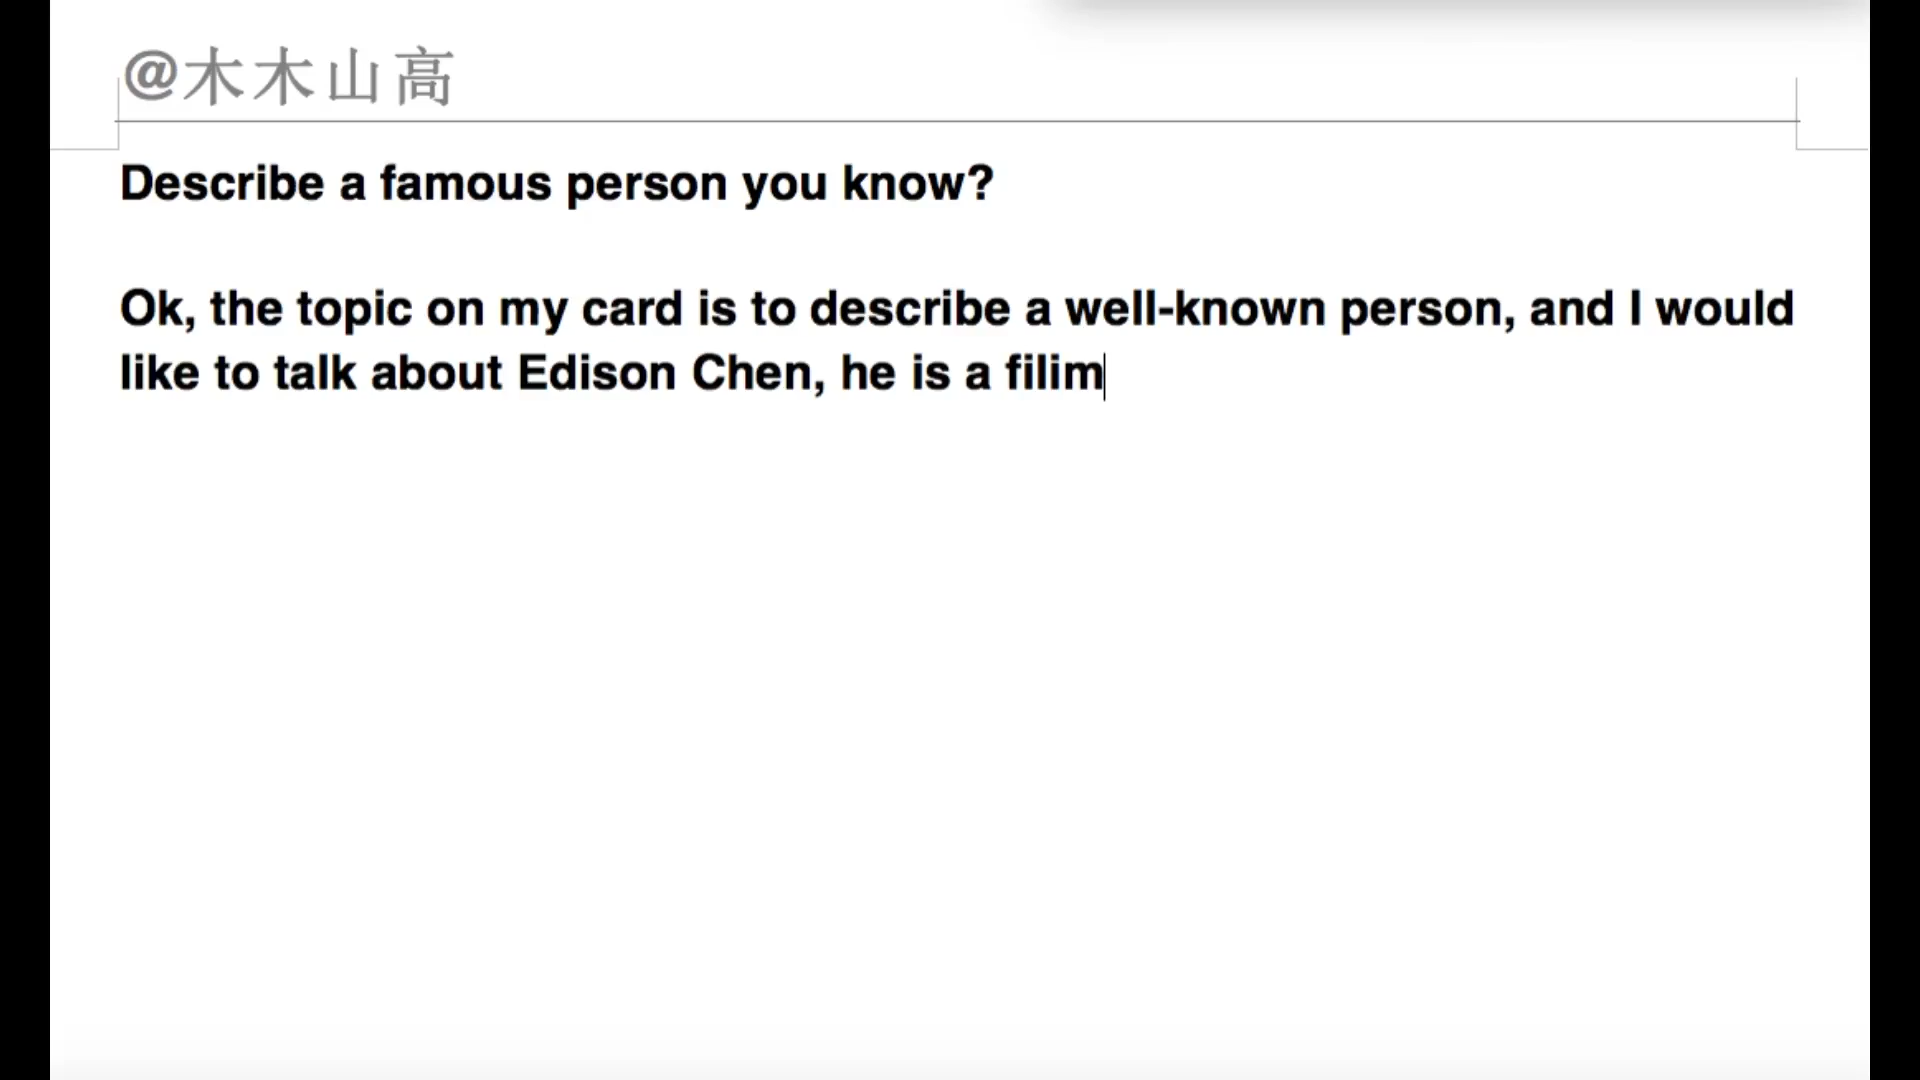 @木木山高
Describe a famous person you know?
Ok, the topic on my card is to describe a well-known person, and I would
like to talk about Edison Chen, he is a filim